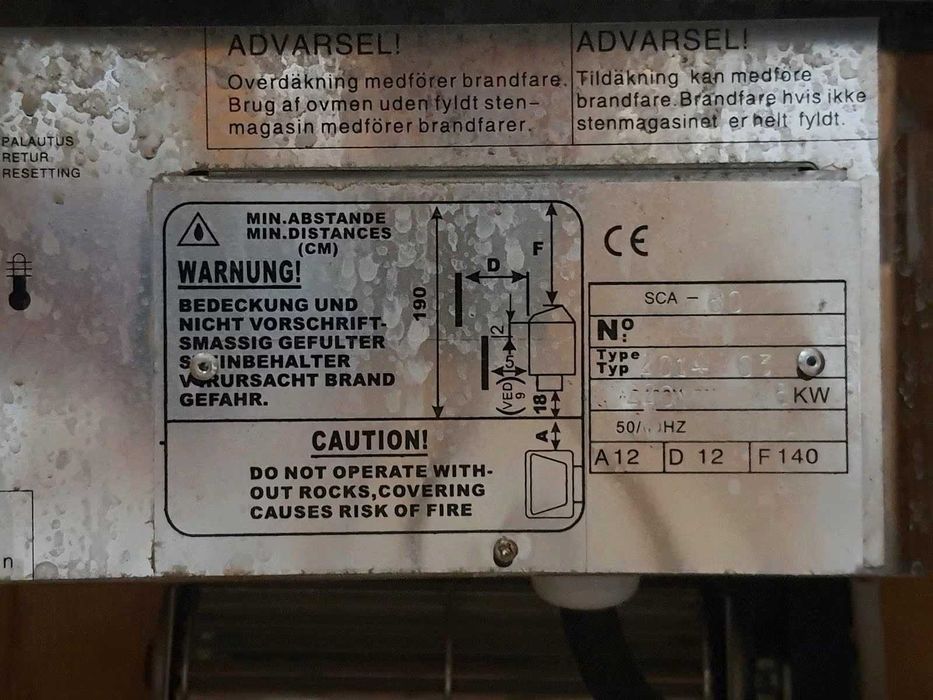 ADVARSEL!
Overdäkning medförer brandfare.
Brug af ovmen uden fyldt sten-
magasin medförer brandfarer.
ADVARSEL!
Tildäkning kan medföre
brandfare. Brandfare hvis ikke
stenmagasinet er helt fyldt.
PALAUTUS
RETUR
RESETTING
MIN.ABSTANDE
MIN.DISTANCES
(CM)
WARNUNG!
BEDECKUNG UND
NICHT VORSCHRIFT-
SMASSIG GEFULTER
BEHALTER
BRAND
GEFAHR.
190
F
D
2
5
(VED)
9
18
A
CAUTION!
DO NOT OPERATE WITH-
OUT ROCKS,COVERING
CAUSES RISK OF FIRE
CE
SCA -
Nº:
Type
Typ
KW
50/ HZ
A 12
D 12
F 140
n